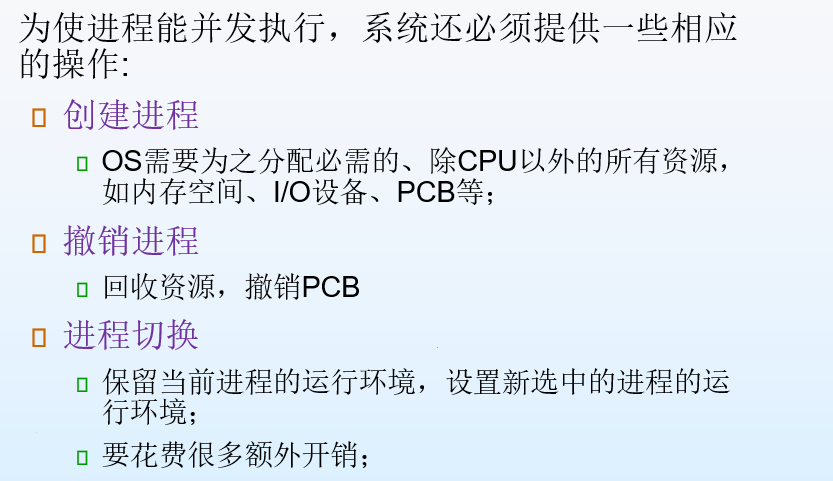 为使进程能并发执行，系统还必须提供一些相应
的操作:
创建进程
OS需要为之分配必需的、除CPU以外的所有资源，
如内存空间、I/O设备、PCB等；
撤销进程
回收资源，撤销PCB
进程切换
保留当前进程的运行环境，设置新选中的进程的运
行环境；
要花费很多额外开销；